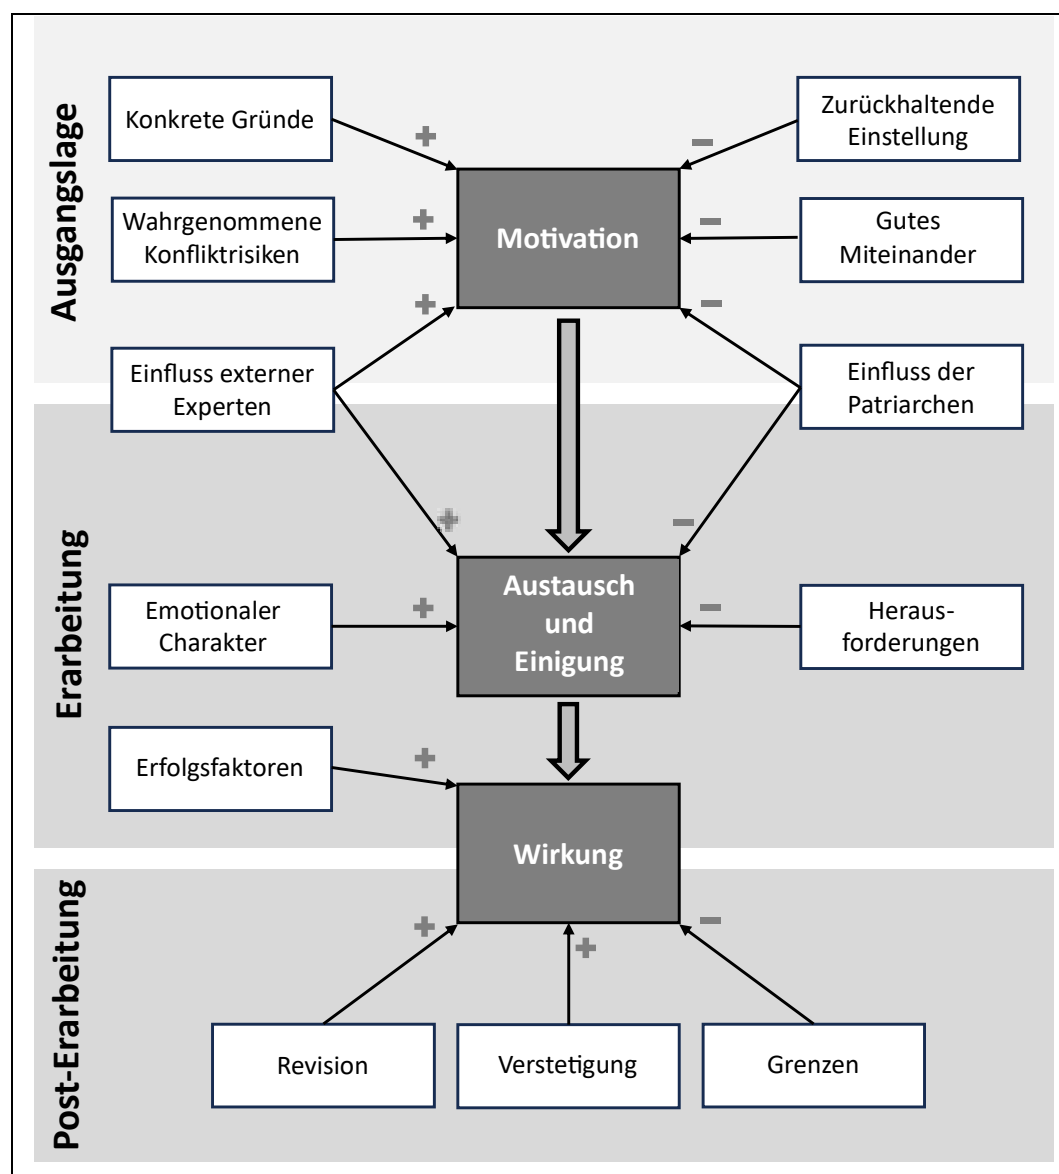 Ausgangslage
Konkrete Gründe
+
−
Zurückhaltende
Einstellung
Wahrgenommene
Konfliktrisiken
+
Motivation
−
Gutes
Miteinander
+
−
Einfluss externer
Experten
Einfluss der
Patriarchen
Erarbeitung
+
−
Emotionaler
Charakter
+
Austausch
und
Einigung
−
Heraus-
forderungen
Erfolgsfaktoren
+
Wirkung
Post-Erarbeitung
+
+
−
Revision
Verstetigung
Grenzen